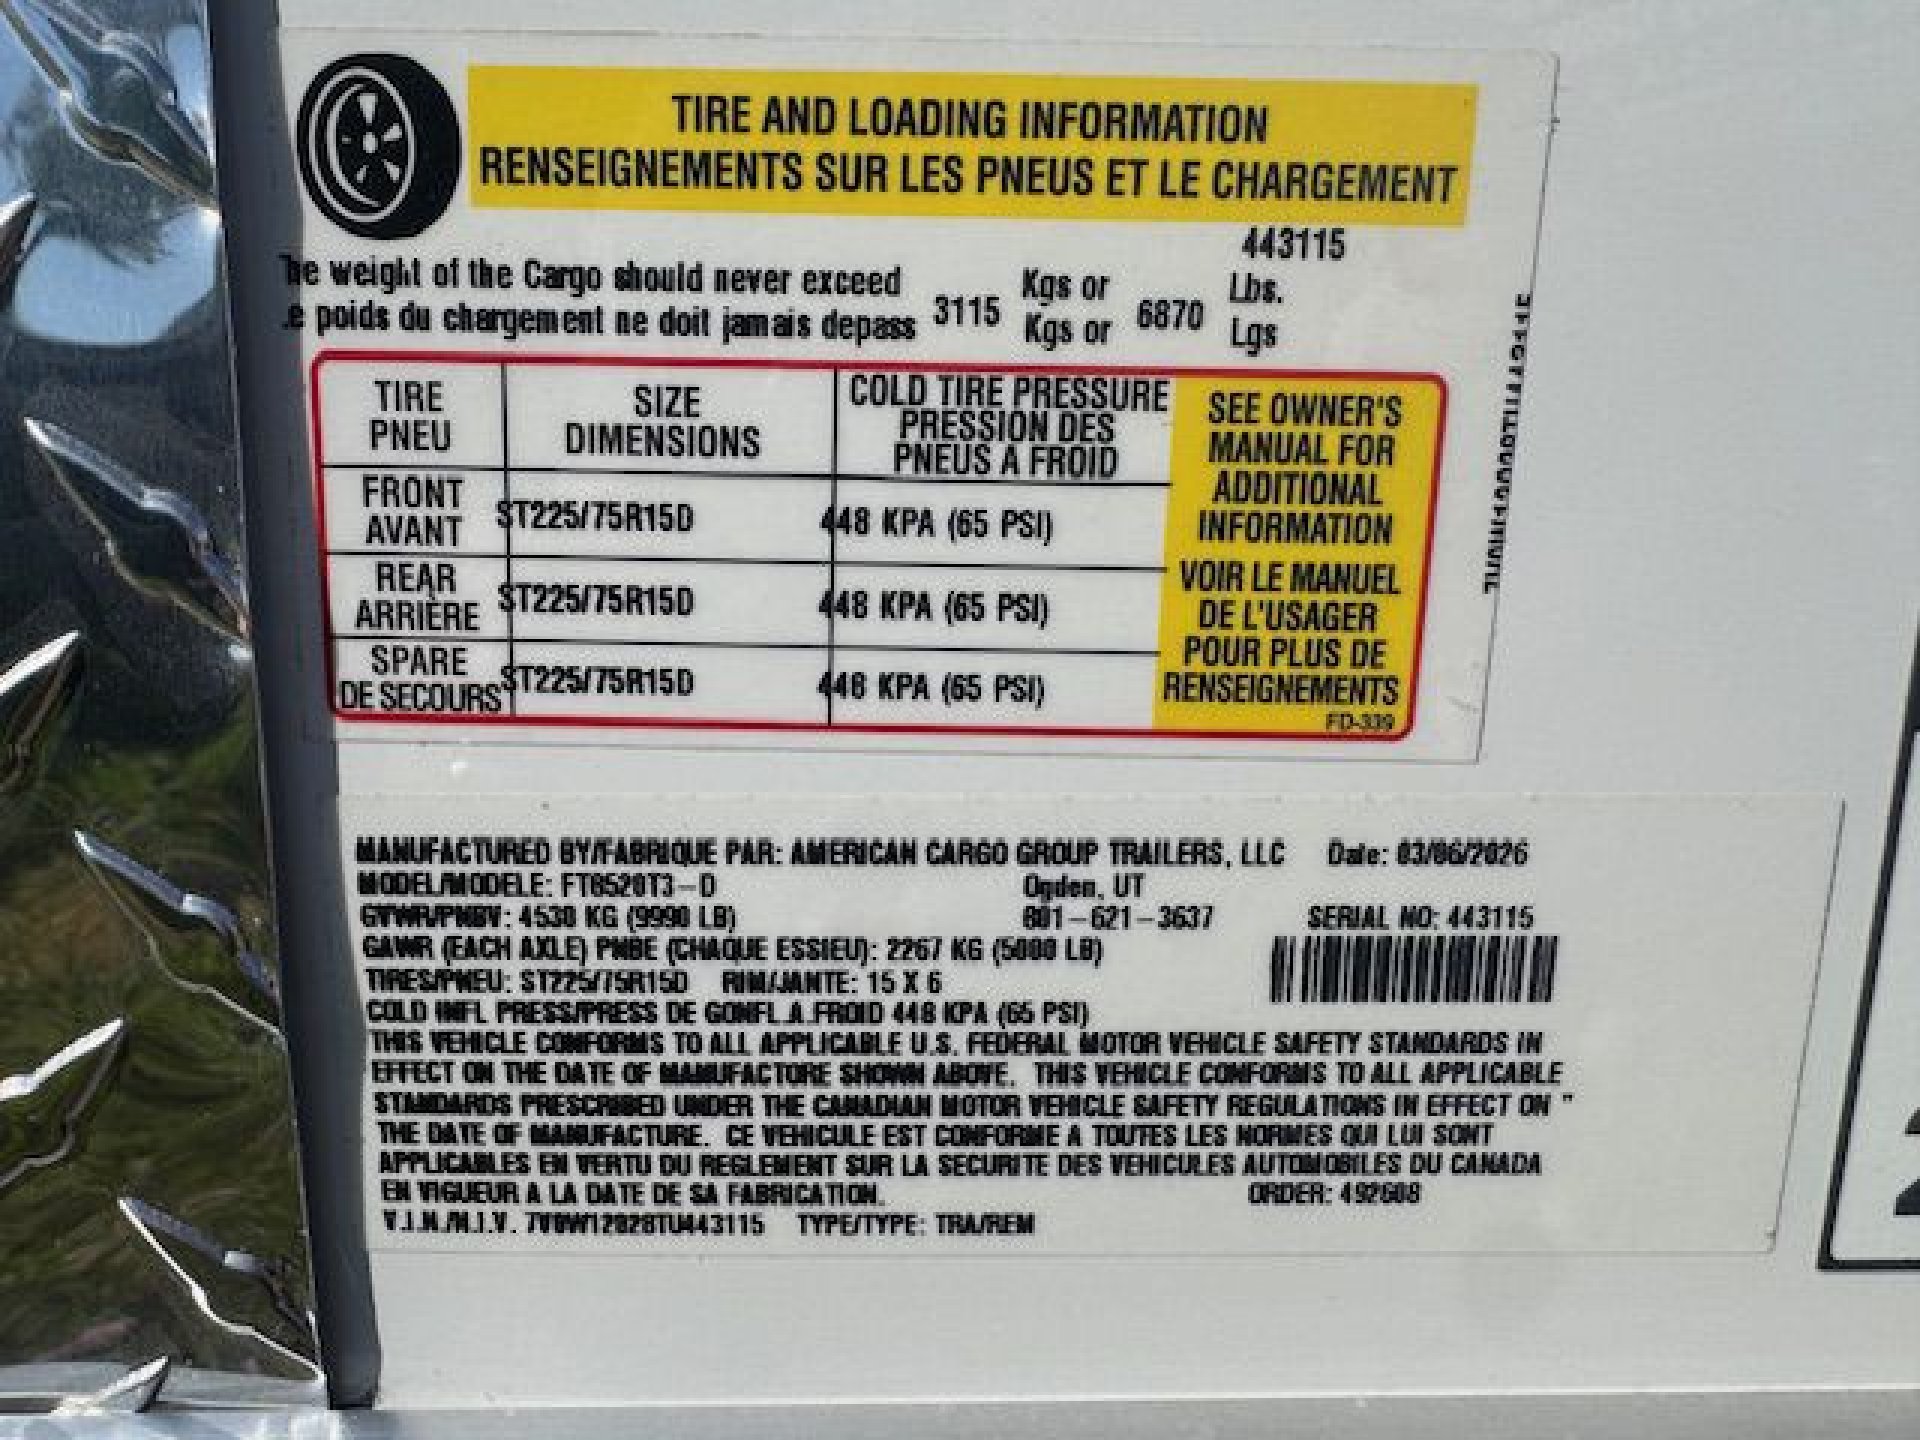 TIRE AND LOADING INFORMATION
RENSEIGNEMENTS SUR LES PNEUS ET LE CHARGEMENT
443115
he weight of the Cargo should never exceed 3115 Kgs or 6870 Lbs.
e poids du chargement ne doit jamais depass Kgs or Lgs
TIRE PNEU SIZE DIMENSIONS COLD TIRE PRESSURE PRESSION DES PNEUS A FROID
FRONT AVANT ST225/75R15D 448 KPA (65 PSI)
REAR ARRIÈRE ST225/75R15D 448 KPA (65 PSI)
SPARE DE SECOURS ST225/75R15D 448 KPA (65 PSI)
SEE OWNER'S
MANUAL FOR
ADDITIONAL
INFORMATION
VOIR LE MANUEL
DE L'USAGER
POUR PLUS DE
RENSEIGNEMENTS
FD-339
MANUFACTURED BY/FABRIQUE PAR: AMERICAN CARGO GROUP TRAILERS, LLC Date: 03/06/2026
MODEL/MODELE: FT8520T3-D Ogden, UT
GVWR/PNBV: 4530 KG (9990 LB) 801-621-3637 SERIAL NO: 443115
GAWR (EACH AXLE) PNBE (CHAQUE ESSIEU): 2267 KG (5000 LB)
TIRES/PNEU: ST225/75R15D RIM/JANTE: 15 X 6
COLD INFL PRESS/PRESS DE GONFL.A.FROID 448 KPA (65 PSI)
THIS VEHICLE CONFORMS TO ALL APPLICABLE U.S. FEDERAL MOTOR VEHICLE SAFETY STANDARDS IN
EFFECT ON THE DATE OF MANUFACTORE SHOWN ABOVE. THIS VEHICLE CONFORMS TO ALL APPLICABLE
STANDARDS PRESCRIBED UNDER THE CANADIAN MOTOR VEHICLE SAFETY REGULATIONS IN EFFECT ON "
THE DATE OF MANUFACTURE. CE VEHICULE EST CONFORME A TOUTES LES NORMES QUI LUI SONT
APPLICABLES EN VERTU DU REGLEMENT SUR LA SECURITE DES VEHICULES AUTOMOBILES DU CANADA
EN VIGUEUR A LA DATE DE SA FABRICATION. ORDER: 492608
V.I.N./N.I.V. TYPE/TYPE: TRA/REM